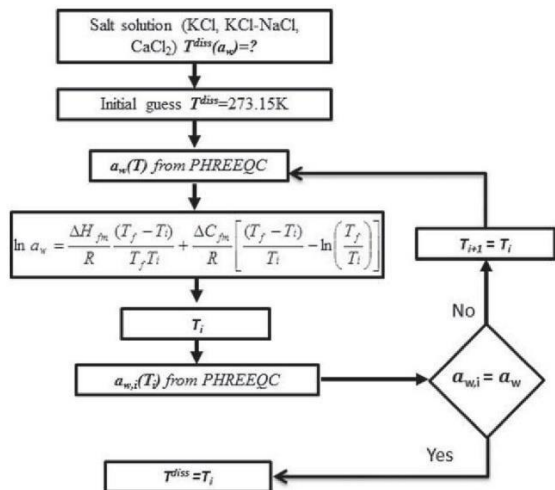 Salt solution (KCl, KCl-NaCl,
CaCl₂) T^diss(a_w)=?
Initial guess T^diss=273.15K
a_w(T) from PHREEQC
ln a_w = ΔH_fm/R (T_f − T_i)/(T_f T_i) + ΔC_fm/R [(T_f − T_i)/T_i − ln(T_f/T_i)]
T_i
a_w,i(T_i) from PHREEQC
a_w,i = a_w
No
T_i+1 = T_i
Yes
T^diss=T_i